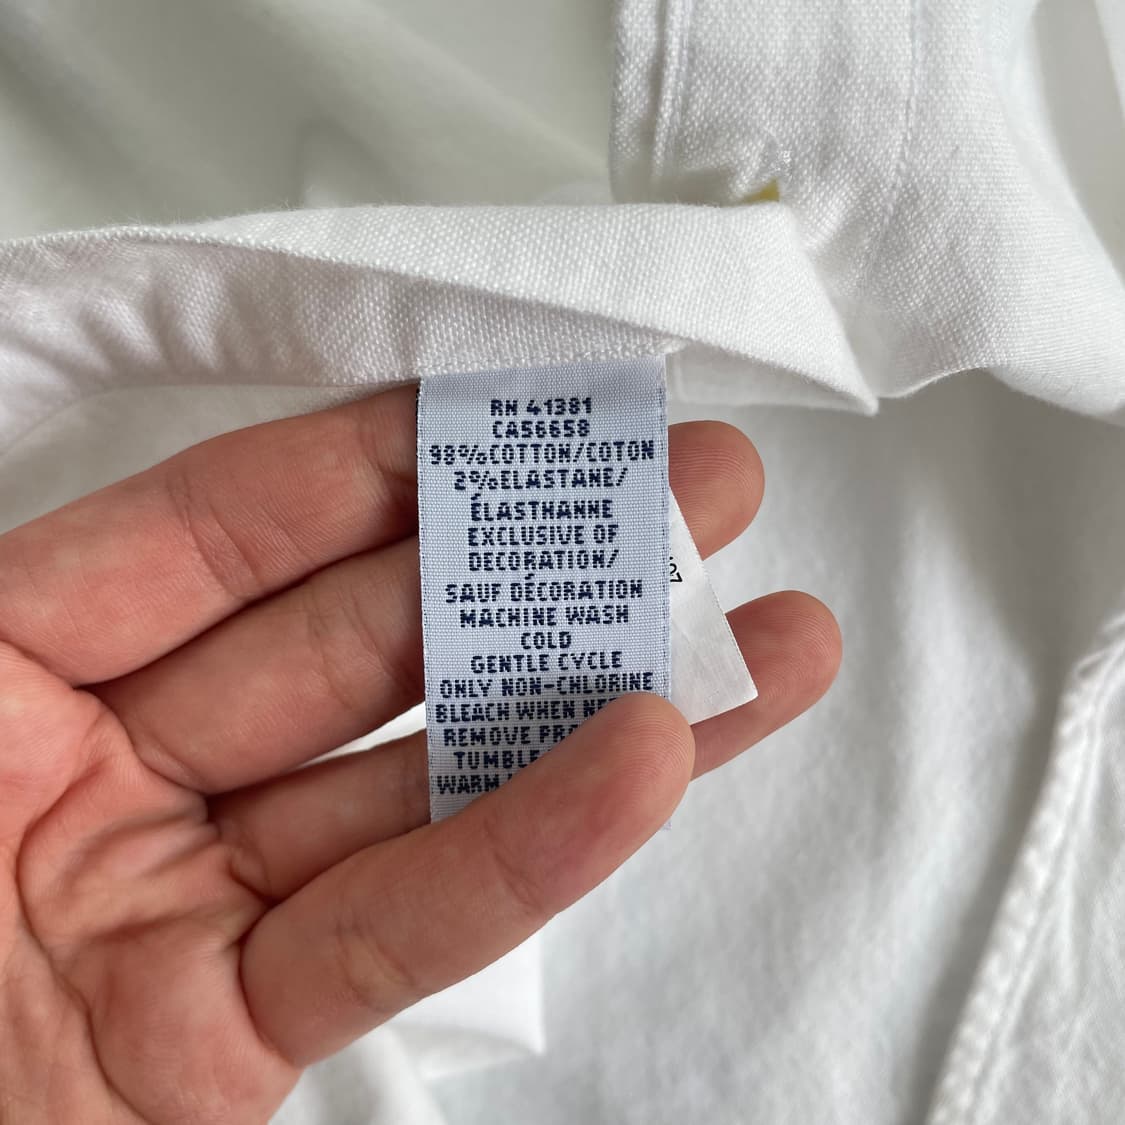 RN 41381
CA56658
98%COTTON/COTON
2%ELASTANE/
ÉLASTHANNE
EXCLUSIVE OF
DECORATION/
SAUF DÉCORATION
MACHINE WASH
COLD
GENTLE CYCLE
ONLY NON-CHLORINE
BLEACH WHEN
REMOVE
TUMBLE
WARM